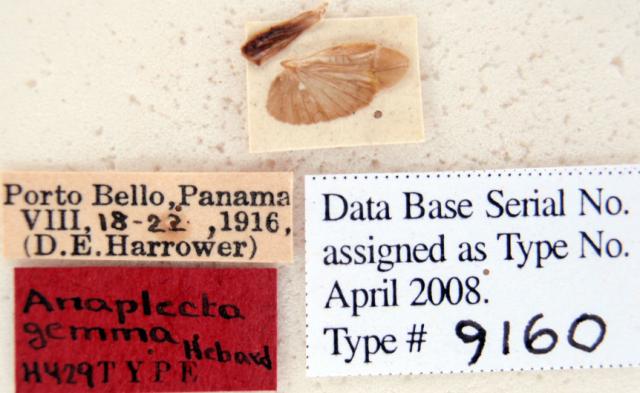 Porto Bello, Panama
VIII, 18-22, 1916,
(D.E.Harrower)
Anaplecta
gemma Hebard
H429 TYPE
Data Base Serial No.
assigned as Type No.
April 2008.
Type # 9160